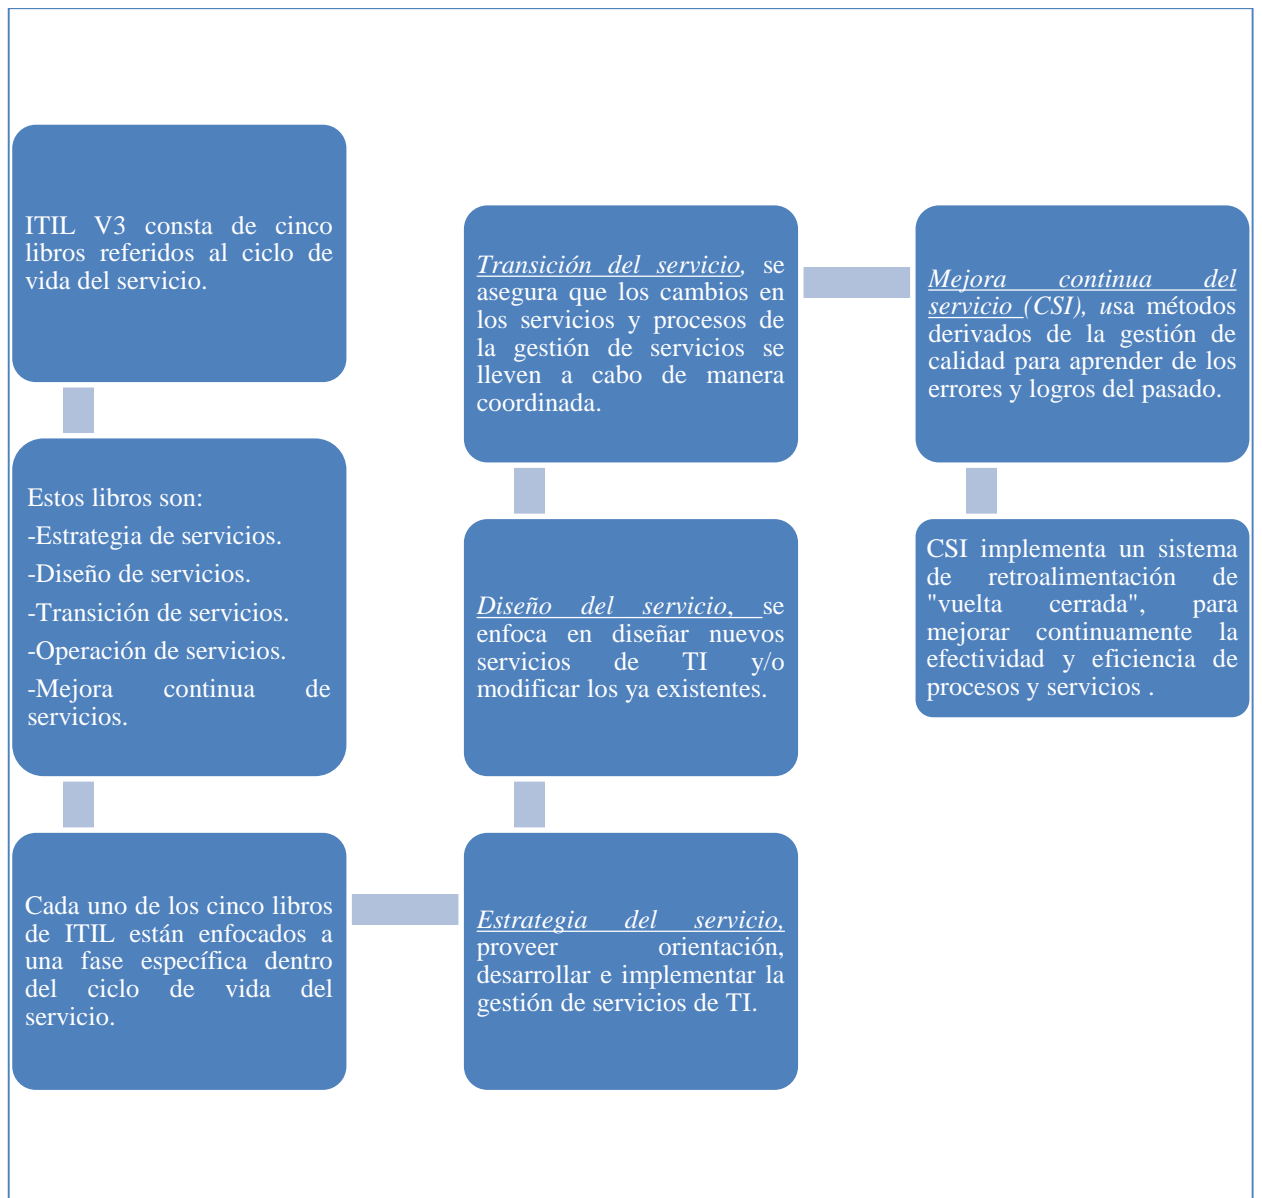 ITIL V3 consta de cinco
libros referidos al ciclo de
vida del servicio.
Estos libros son:
-Estrategia de servicios.
-Diseño de servicios.
-Transición de servicios.
-Operación de servicios.
-Mejora continua de
servicios.
Cada uno de los cinco libros
de ITIL están enfocados a
una fase específica dentro
del ciclo de vida del
servicio.
Estrategia del servicio,
proveer orientación,
desarrollar e implementar la
gestión de servicios de TI.
Diseño del servicio, se
enfoca en diseñar nuevos
servicios de TI y/o
modificar los ya existentes.
Transición del servicio, se
asegura que los cambios en
los servicios y procesos de
la gestión de servicios se
lleven a cabo de manera
coordinada.
Mejora continua del
servicio (CSI), usa métodos
derivados de la gestión de
calidad para aprender de los
errores y logros del pasado.
CSI implementa un sistema
de retroalimentación de
"vuelta cerrada", para
mejorar continuamente la
efectividad y eficiencia de
procesos y servicios .